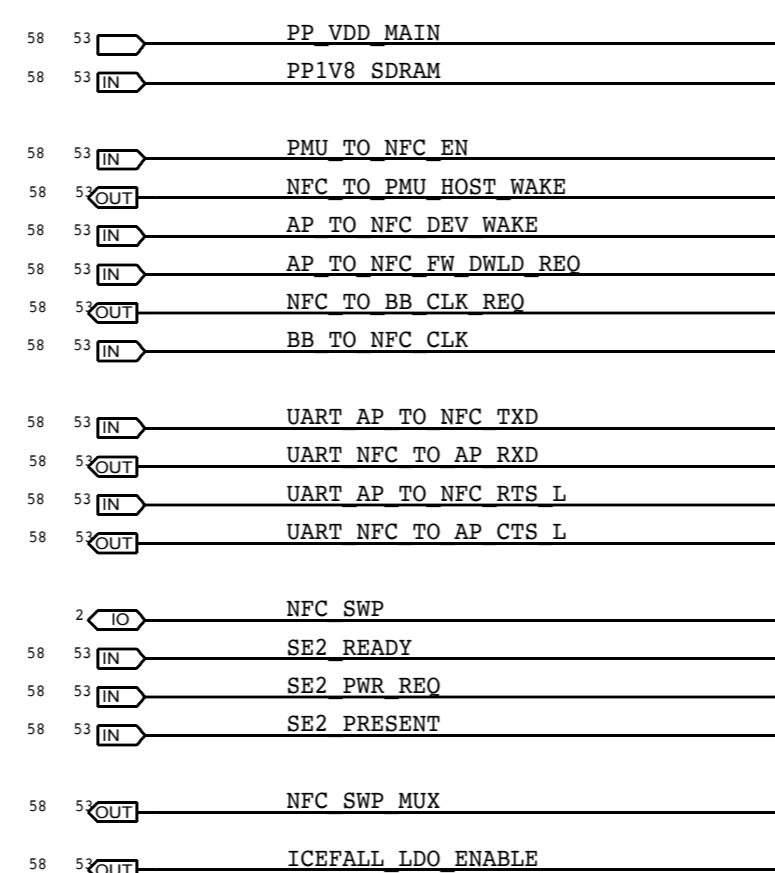 58 53 PP_VDD_MAIN
58 53 IN PP1V8_SDRAM
58 53 IN PMU_TO_NFC_EN
58 53 OUT NFC_TO_PMU_HOST_WAKE
58 53 IN AP_TO_NFC_DEV_WAKE
58 53 IN AP_TO_NFC_FW_DWLD_REQ
58 53 OUT NFC_TO_BB_CLK_REQ
58 53 IN BB_TO_NFC_CLK
58 53 IN UART_AP_TO_NFC_TXD
58 53 OUT UART_NFC_TO_AP_RXD
58 53 IN UART_AP_TO_NFC_RTS_L
58 53 OUT UART_NFC_TO_AP_CTS_L
2 IO NFC_SWP
58 53 IN SE2_READY
58 53 IN SE2_PWR_REQ
58 53 IN SE2_PRESENT
58 53 OUT NFC_SWP_MUX
58 53 OUT ICEFALL_LDO_ENABLE